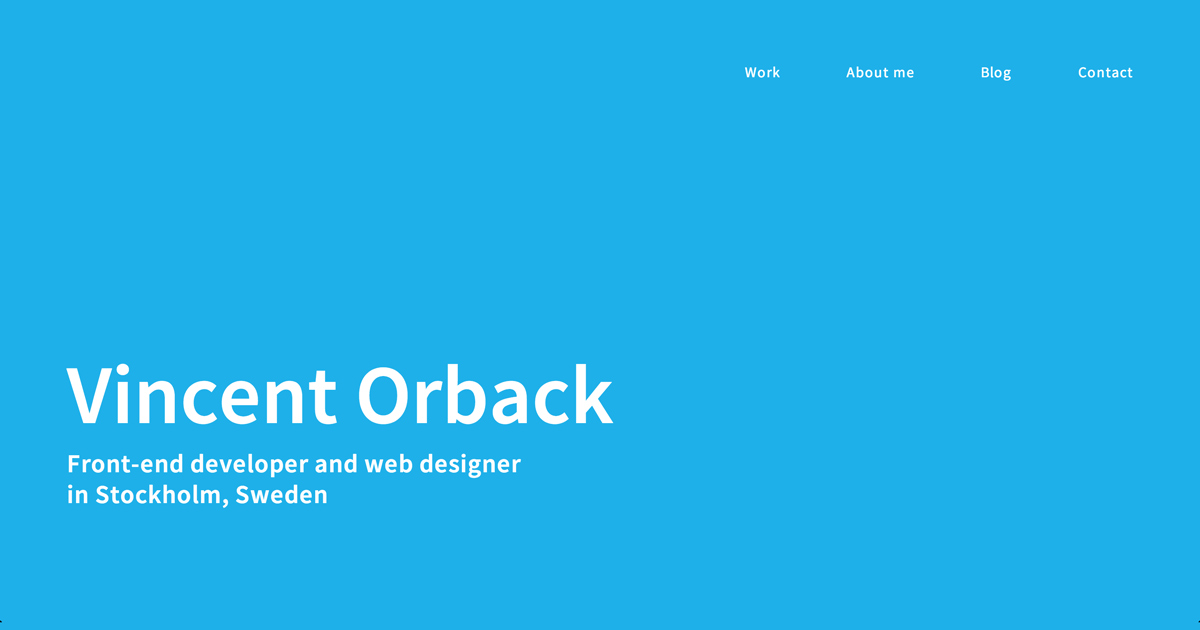 Work About me Blog Contact
Vincent Orback
Front-end developer and web designer
in Stockholm, Sweden